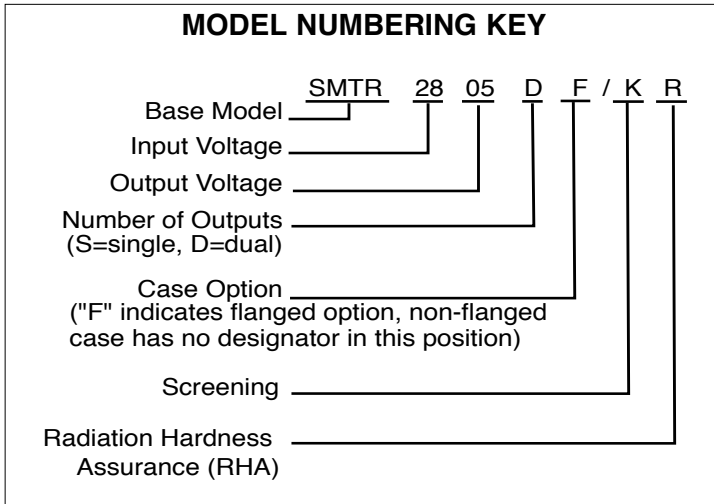 MODEL NUMBERING KEY
SMTR 28 05 D F / K R
Base Model
Input Voltage
Output Voltage
Number of Outputs
(S=single, D=dual)
Case Option
("F" indicates flanged option, non-flanged
case has no designator in this position)
Screening
Radiation Hardness
Assurance (RHA)